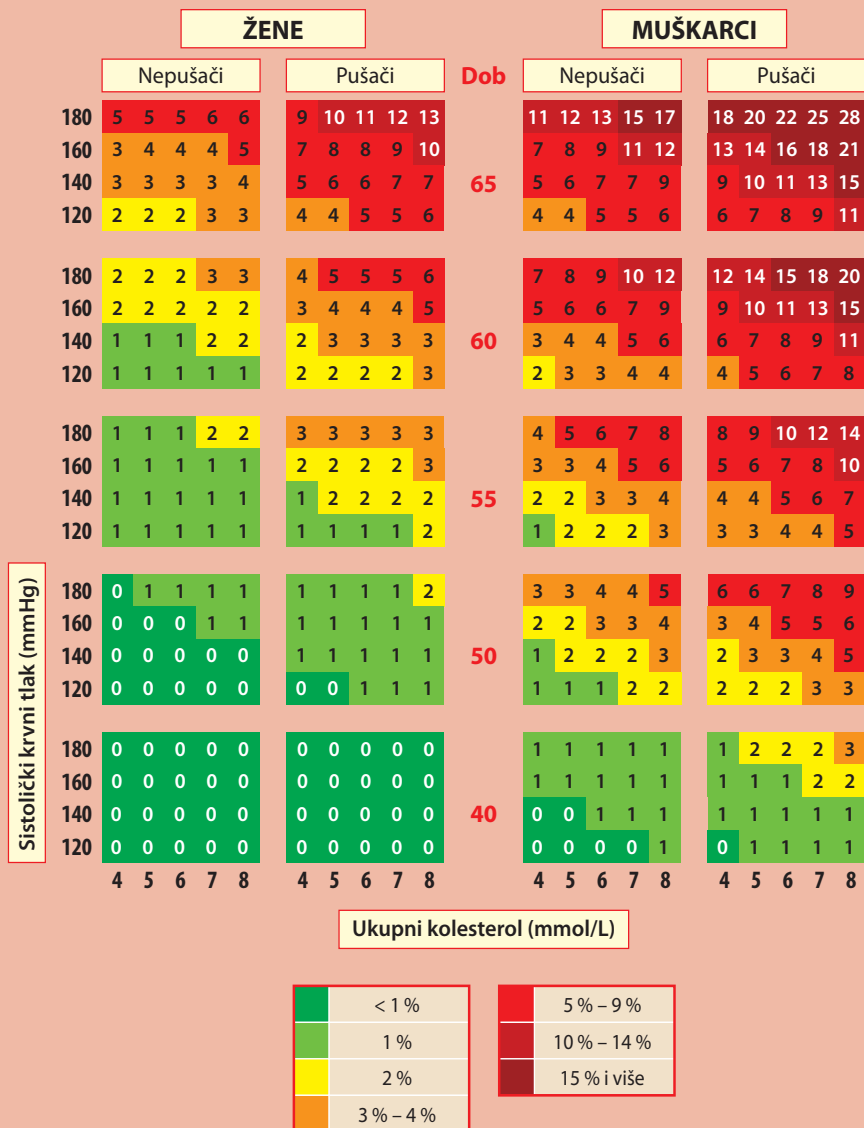 ŽENE MUŠKARCI
Nepušači Pušači Dob Nepušači Pušači
180 5 5 5 6 6 9 10 11 12 13 11 12 13 15 17 18 20 22 25 28
160 3 4 4 4 5 7 8 8 9 10 7 8 9 11 12 13 14 16 18 21
140 3 3 3 3 4 5 6 6 7 7 65 5 6 7 7 9 9 10 11 13 15
120 2 2 2 3 3 4 4 5 5 6 4 4 5 5 6 6 7 8 9 11
180 2 2 2 3 3 4 5 5 5 6 7 8 9 10 12 12 14 15 18 20
160 2 2 2 2 2 3 4 4 4 5 5 6 6 7 9 9 10 11 13 15
140 1 1 1 2 2 2 3 3 3 3 60 3 4 4 5 6 6 7 8 9 11
120 1 1 1 1 1 2 2 2 2 3 2 3 3 4 4 4 5 6 7 8
180 1 1 1 2 2 3 3 3 3 3 4 5 6 7 8 8 9 10 12 14
160 1 1 1 1 1 2 2 2 2 3 3 3 4 5 6 5 6 7 8 10
140 1 1 1 1 1 1 2 2 2 2 55 2 2 3 3 4 4 4 5 6 7
120 1 1 1 1 1 1 1 1 1 2 1 2 2 2 3 3 3 4 4 5
Sistolički krvni tlak (mmHg)
180 0 1 1 1 1 1 1 1 1 2 3 3 4 4 5 6 6 7 8 9
160 0 0 0 1 1 1 1 1 1 1 2 2 3 3 4 3 4 5 5 6
140 0 0 0 0 0 1 1 1 1 1 50 1 2 2 2 3 2 3 3 4 5
120 0 0 0 0 0 0 0 1 1 1 1 1 1 2 2 2 2 2 3 3
180 0 0 0 0 0 0 0 0 0 0 1 1 1 1 1 1 2 2 2 3
160 0 0 0 0 0 0 0 0 0 0 1 1 1 1 1 1 1 1 2 2
140 0 0 0 0 0 0 0 0 0 0 40 0 0 1 1 1 1 1 1 1 1
120 0 0 0 0 0 0 0 0 0 0 0 0 0 0 1 0 1 1 1 1
4 5 6 7 8 4 5 6 7 8 4 5 6 7 8 4 5 6 7 8
Ukupni kolesterol (mmol/L)
< 1 % 5 % – 9 %
1 % 10 % – 14 %
2 % 15 % i više
3 % – 4 %